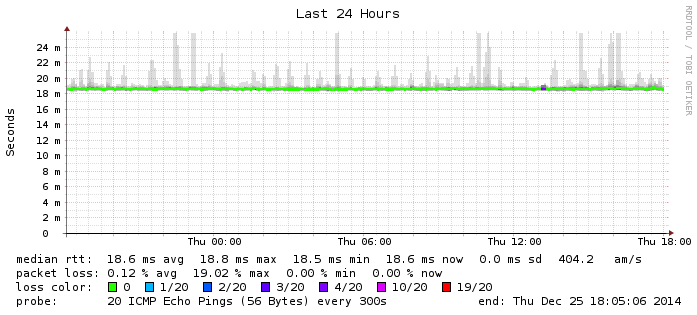 Last 24 Hours
RRDTOOL / TOBI OETIKER
Seconds
24 m
22 m
20 m
18 m
16 m
14 m
12 m
10 m
8 m
6 m
4 m
2 m
0
Thu 00:00 Thu 06:00 Thu 12:00 Thu 18:00
median rtt: 18.6 ms avg 18.8 ms max 18.5 ms min 18.6 ms now 0.0 ms sd 404.2 am/s
packet loss: 0.12 % avg 19.02 % max 0.00 % min 0.00 % now
loss color: 0 1/20 2/20 3/20 4/20 10/20 19/20
probe: 20 ICMP Echo Pings (56 Bytes) every 300s end: Thu Dec 25 18:05:06 2014